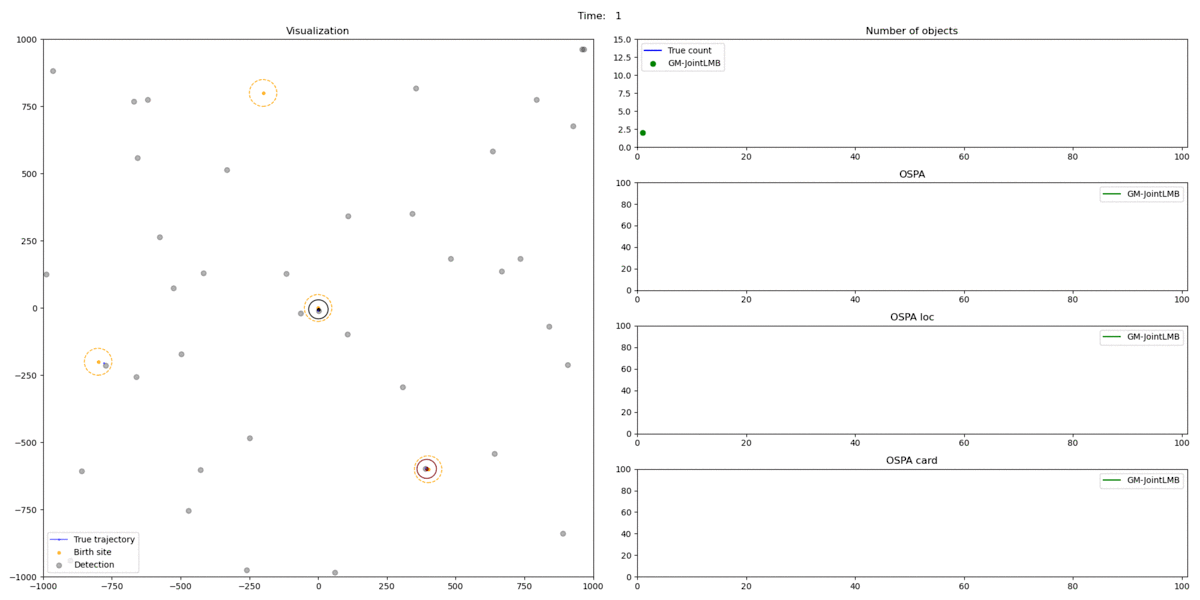 Time: 1
Visualization
1000
750
500
250
0
−250
−500
−750
−1000
−1000 −750 −500 −250 0 250 500 750 1000
True trajectory
Birth site
Detection
Number of objects
15.0
12.5
10.0
7.5
5.0
2.5
0.0
0 20 40 60 80 100
True count
GM-JointLMB
OSPA
100
80
60
40
20
0
0 20 40 60 80 100
GM-JointLMB
OSPA loc
100
80
60
40
20
0
0 20 40 60 80 100
GM-JointLMB
OSPA card
100
80
60
40
20
0
0 20 40 60 80 100
GM-JointLMB